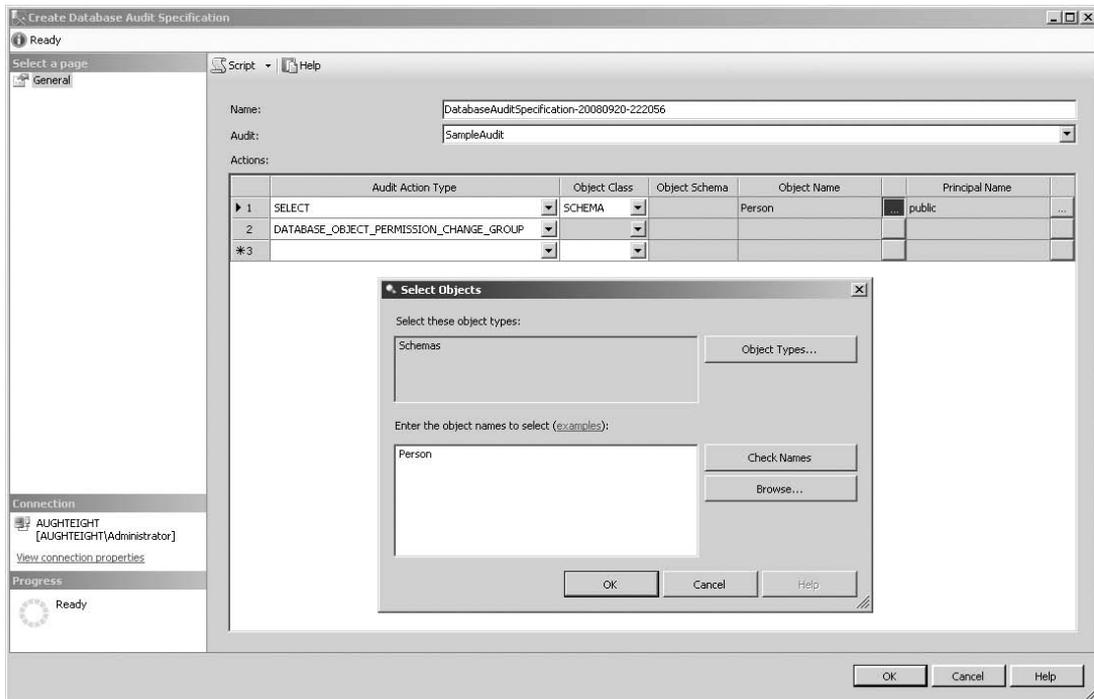 Create Database Audit Specification
Ready
Select a page
General
Script
Help
Name:
DatabaseAuditSpecification-20080920-222056
Audit:
SampleAudit
Actions:
Audit Action Type Object Class Object Schema Object Name Principal Name
1 SELECT SCHEMA Person ... public ...
2 DATABASE_OBJECT_PERMISSION_CHANGE_GROUP
*3
Select Objects
Select these object types:
Schemas
Object Types...
Enter the object names to select (examples):
Person
Check Names
Browse...
OK Cancel Help
Connection
AUGHTEIGHT
[AUGHTEIGHT\Administrator]
View connection properties
Progress
Ready
OK Cancel Help